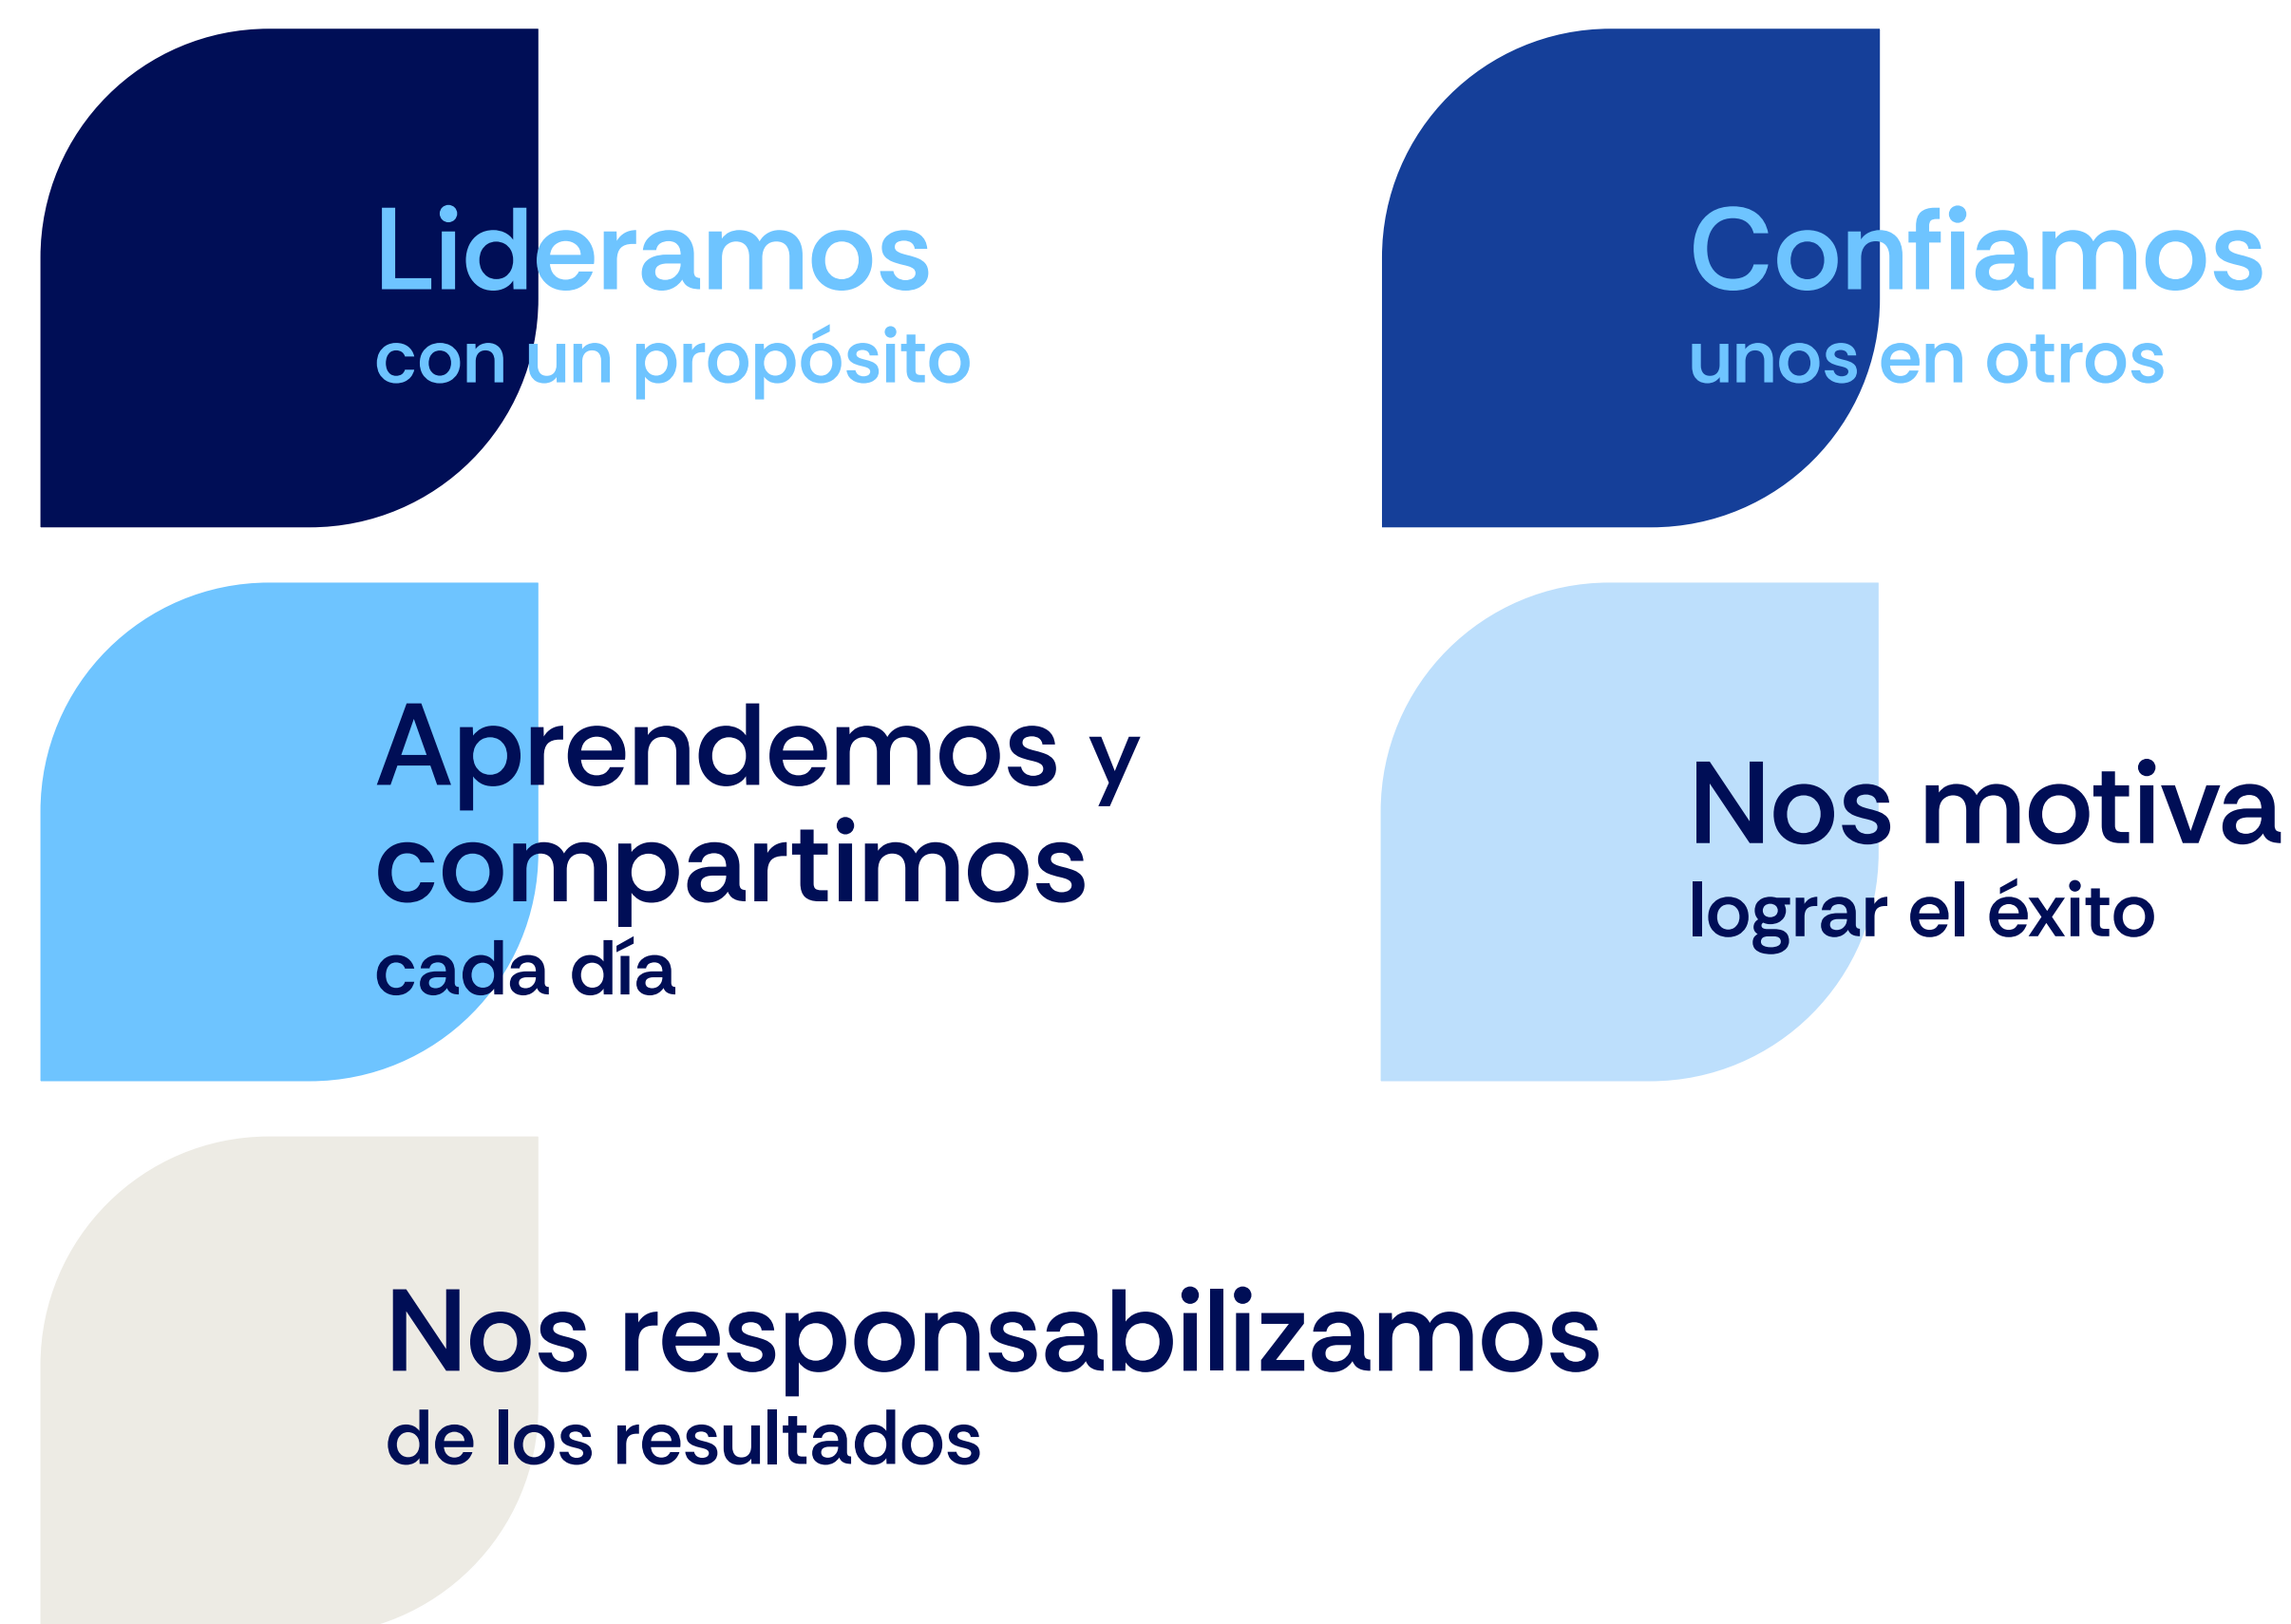 Lideramos
con un propósito
Confiamos
unos en otros
Aprendemos y
compartimos
cada día
Nos motiva
lograr el éxito
Nos responsabilizamos
de los resultados